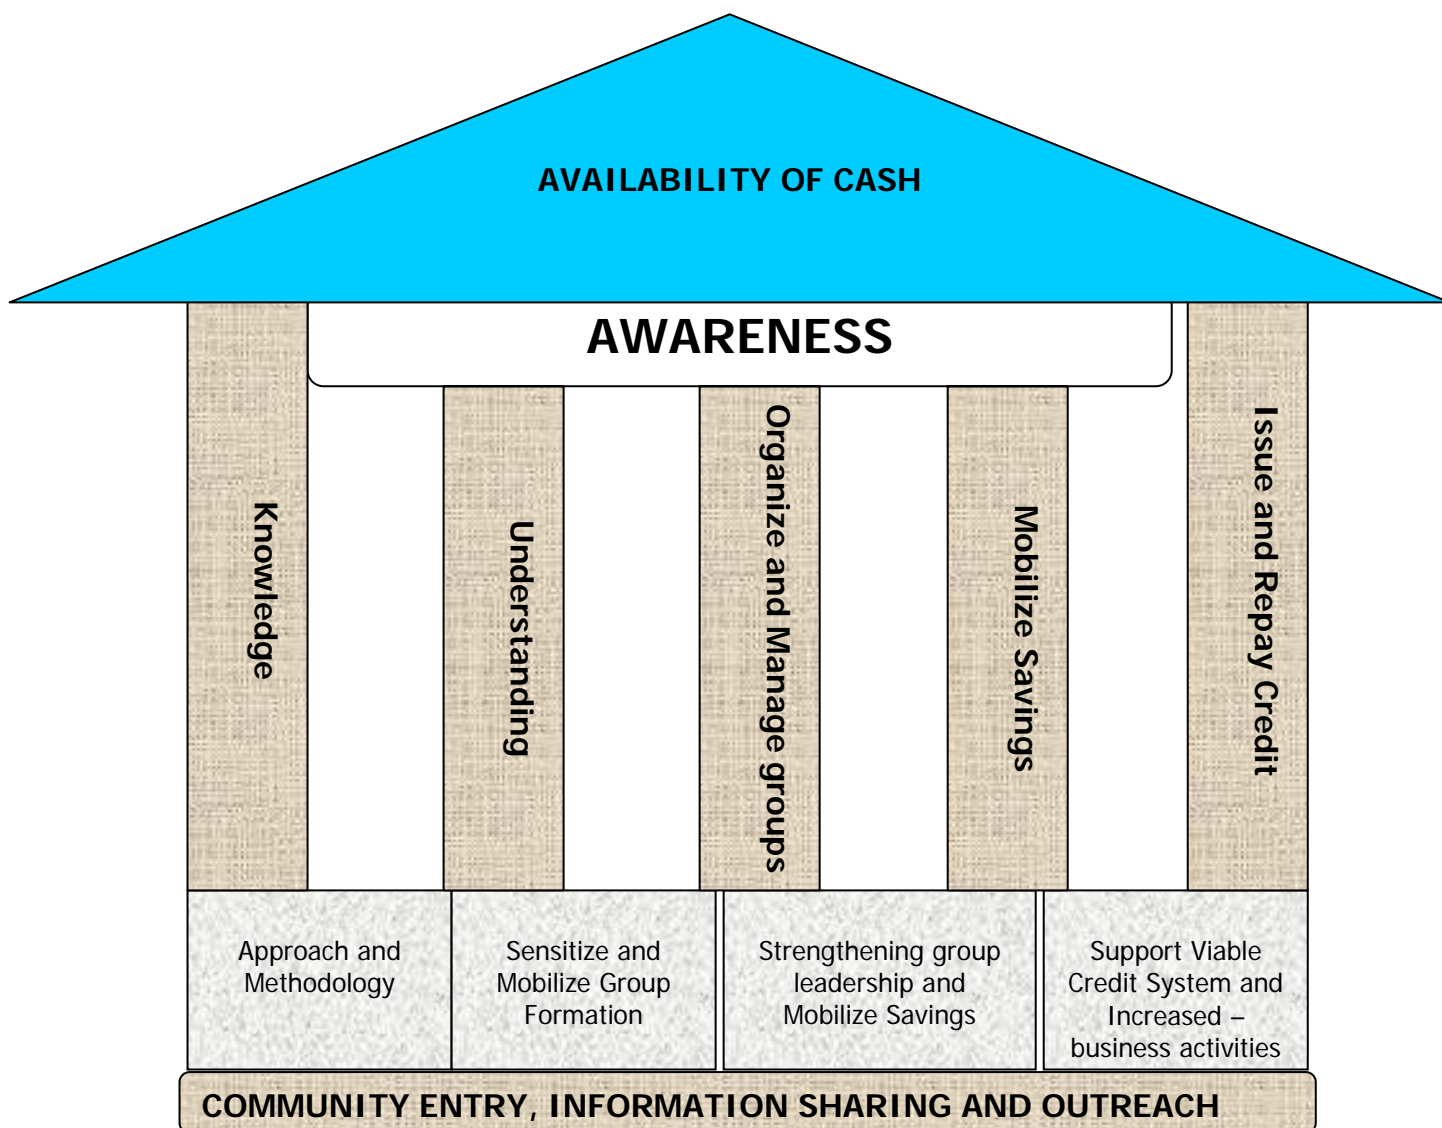 AVAILABILITY OF CASH
AWARENESS
Knowledge
Understanding
Organize and Manage groups
Mobilize Savings
Issue and Repay Credit
Approach and
Methodology
Sensitize and
Mobilize Group
Formation
Strengthening group
leadership and
Mobilize Savings
Support Viable
Credit System and
Increased –
business activities
COMMUNITY ENTRY, INFORMATION SHARING AND OUTREACH